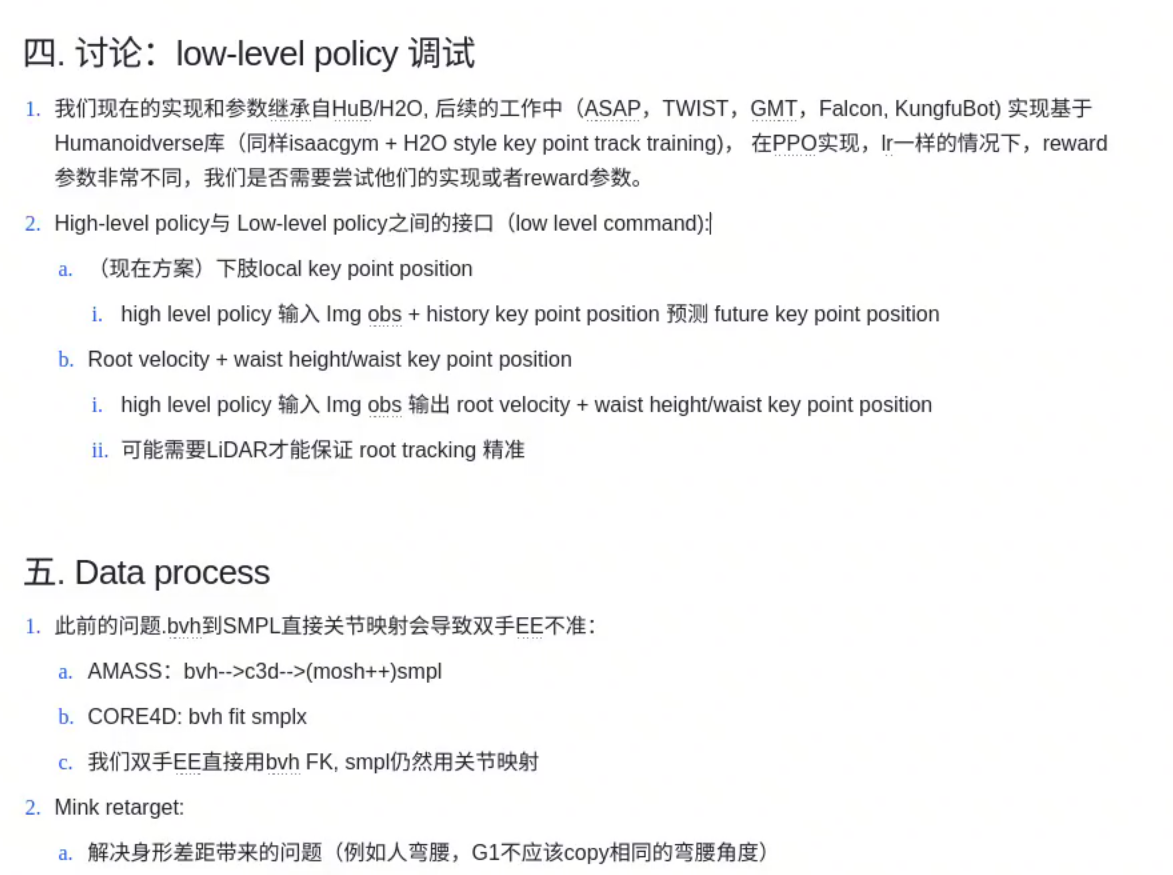 四. 讨论：low-level policy 调试
1. 我们现在的实现和参数继承自HuB/H2O, 后续的工作中（ASAP，TWIST，GMT，Falcon, KungfuBot) 实现基于
Humanoidverse库（同样isaacgym + H2O style key point track training)， 在PPO实现，lr一样的情况下，reward
参数非常不同，我们是否需要尝试他们的实现或者reward参数。
2. High-level policy与 Low-level policy之间的接口（low level command):
a. （现在方案）下肢local key point position
i. high level policy 输入 Img obs + history key point position 预测 future key point position
b. Root velocity + waist height/waist key point position
i. high level policy 输入 Img obs 输出 root velocity + waist height/waist key point position
ii. 可能需要LiDAR才能保证 root tracking 精准
五. Data process
1. 此前的问题.bvh到SMPL直接关节映射会导致双手EE不准：
a. AMASS：bvh-->c3d-->(mosh++)smpl
b. CORE4D: bvh fit smplx
c. 我们双手EE直接用bvh FK, smpl仍然用关节映射
2. Mink retarget:
a. 解决身形差距带来的问题（例如人弯腰，G1不应该copy相同的弯腰角度）